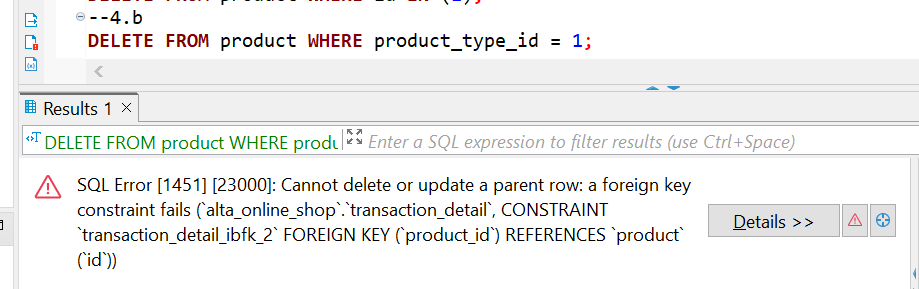 --4.b
DELETE FROM product WHERE product_type_id = 1;
Results 1
DELETE FROM product WHERE produ
Enter a SQL expression to filter results (use Ctrl+Space)
SQL Error [1451] [23000]: Cannot delete or update a parent row: a foreign key
constraint fails (`alta_online_shop`.`transaction_detail`, CONSTRAINT
`transaction_detail_ibfk_2` FOREIGN KEY (`product_id`) REFERENCES `product`
(`id`))
Details >>